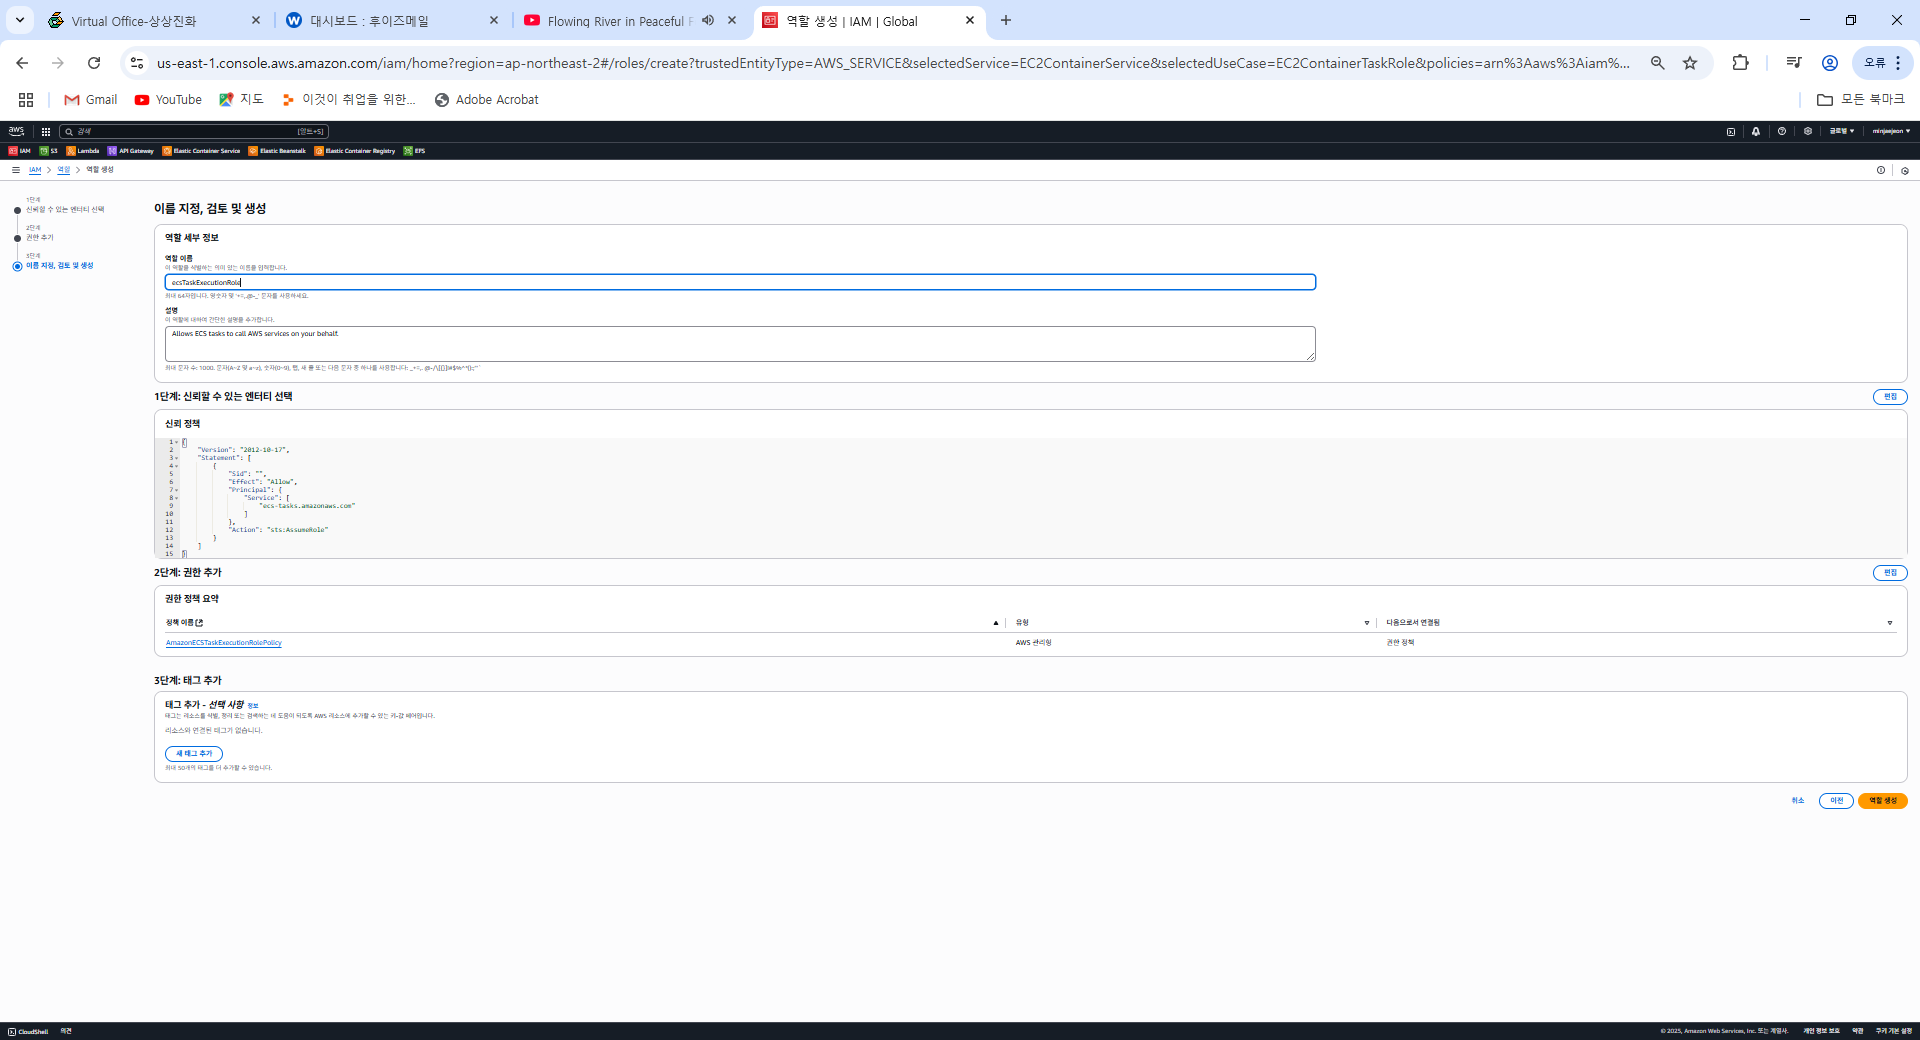 Virtual Office-상상진화
대시보드 : 후이즈메일
Flowing River in Peaceful F
역할 생성 | IAM | Global
us-east-1.console.aws.amazon.com/iam/home?region=ap-northeast-2#/roles/create?trustedEntityType=AWS_SERVICE&selectedService=EC2ContainerService&selectedUseCase=EC2ContainerTaskRole&policies=arn%3Aaws%3Aiam%...
오류
Gmail
YouTube
지도
이것이 취업을 위한...
Adobe Acrobat
모든 북마크
aws
검색
[알트+S]
글로벌
minjaejeon
IAM
S3
Lambda
API Gateway
Elastic Container Service
Elastic Beanstalk
Elastic Container Registry
EFS
IAM
역할
역할 생성
1단계
신뢰할 수 있는 엔터티 선택
2단계
권한 추가
3단계
이름 지정, 검토 및 생성
이름 지정, 검토 및 생성
역할 세부 정보
역할 이름
이 역할을 식별하는 의미 있는 이름을 입력합니다.
ecsTaskExecutionRole
최대 64자입니다. 영숫자 및 '+=,.@-_' 문자를 사용하세요.
설명
이 역할에 대하여 간단한 설명을 추가합니다.
Allows ECS tasks to call AWS services on your behalf.
최대 문자 수: 1000. 문자(A-Z 및 a-z), 숫자(0-9), 탭, 새 줄 또는 다음 문자 중 하나를 사용합니다:
1단계: 신뢰할 수 있는 엔터티 선택
편집
신뢰 정책
1 {
2 "Version": "2012-10-17",
3 "Statement": [
4 {
5 "Sid": "",
6 "Effect": "Allow",
7 "Principal": {
8 "Service": [
9 "ecs-tasks.amazonaws.com"
10 ]
11 },
12 "Action": "sts:AssumeRole"
13 }
14 ]
15 }
2단계: 권한 추가
편집
권한 정책 요약
정책 이름
유형
다음으로서 연결됨
AmazonECSTaskExecutionRolePolicy
AWS 관리형
권한 정책
3단계: 태그 추가
태그 추가 - 선택 사항 정보
태그는 리소스를 식별, 정리 또는 검색하는 데 도움이 되도록 AWS 리소스에 추가할 수 있는 키-값 페어입니다.
리소스와 연결된 태그가 없습니다.
새 태그 추가
최대 50개의 태그를 더 추가할 수 있습니다.
취소
이전
역할 생성
CloudShell
의견
© 2025, Amazon Web Services, Inc. 또는 계열사.
개인 정보 보호
약관
쿠키 기본 설정